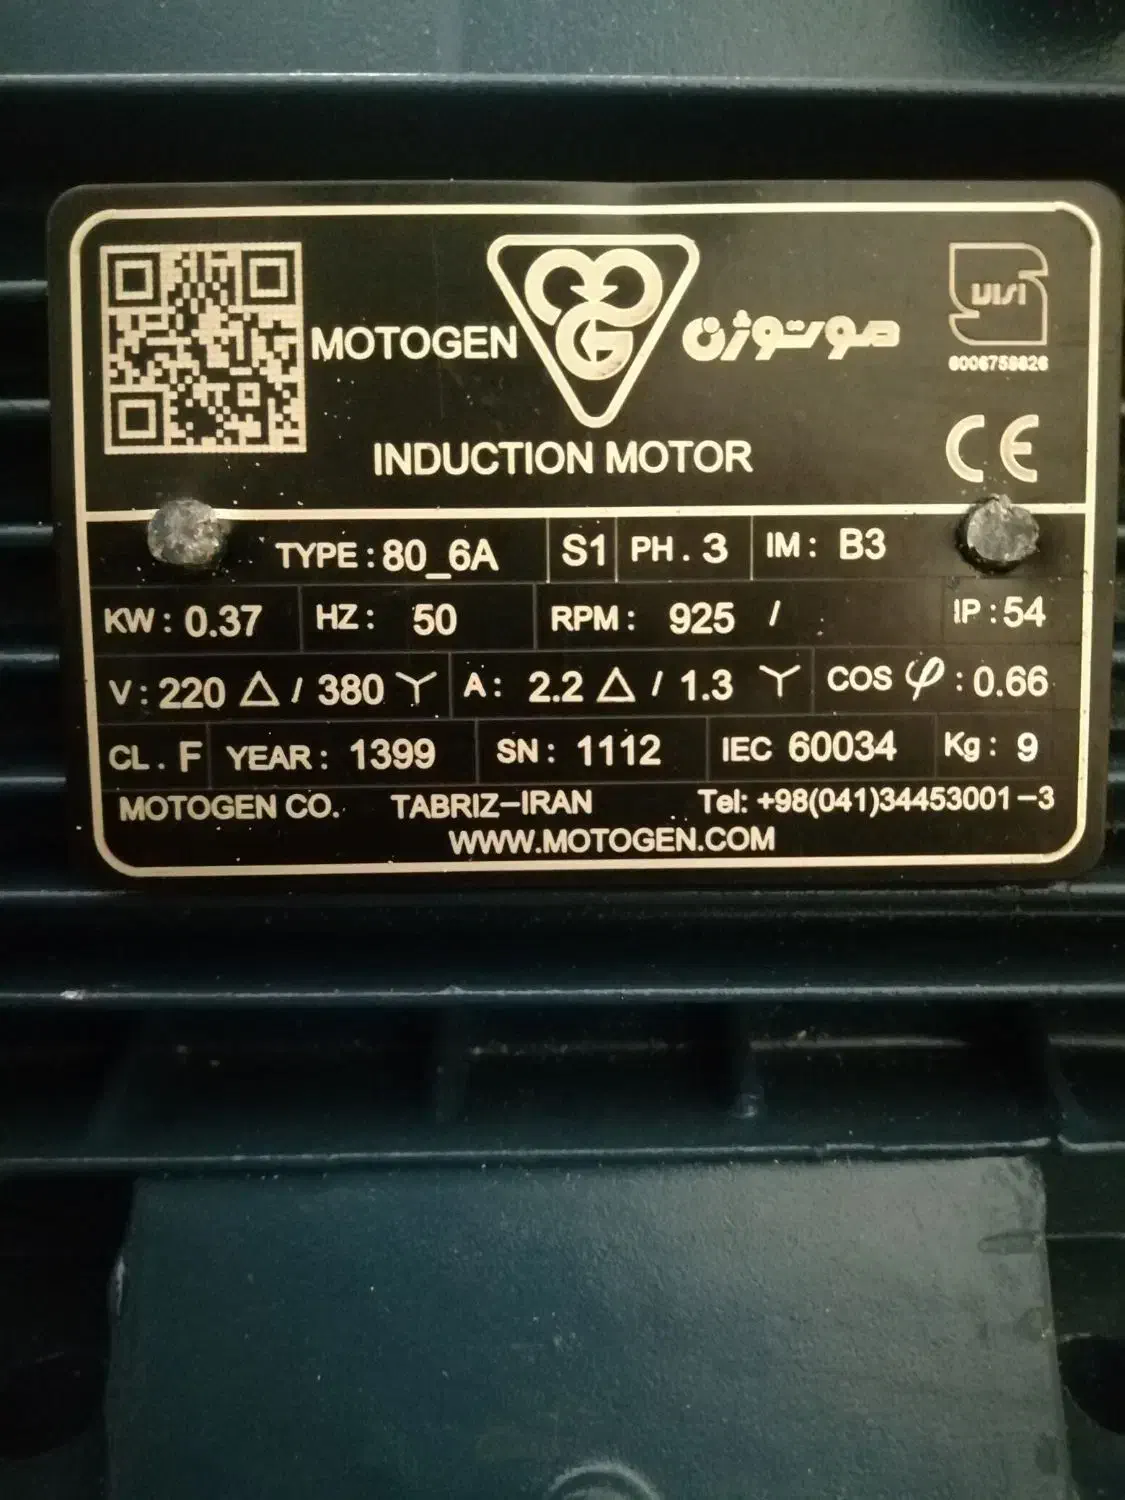 MOTOGEN موتوژن
INDUCTION MOTOR
CE
TYPE : 80_6A S1 PH . 3 IM : B3
KW : 0.37 HZ : 50 RPM : 925 / IP : 54
V : 220 △ / 380 Y A : 2.2 △ / 1.3 Y COS φ : 0.66
CL . F YEAR : 1399 SN : 1112 IEC 60034 Kg : 9
MOTOGEN CO. TABRIZ-IRAN Tel: +98(041)34453001-3
WWW.MOTOGEN.COM